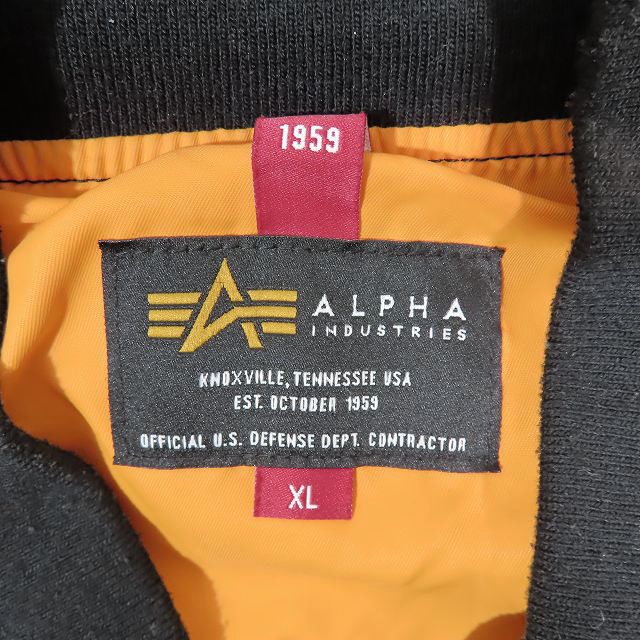 1959
ALPHA
INDUSTRIES
KNOXVILLE, TENNESSEE USA
EST. OCTOBER 1959
OFFICIAL U.S. DEFENSE DEPT. CONTRACTOR
XL